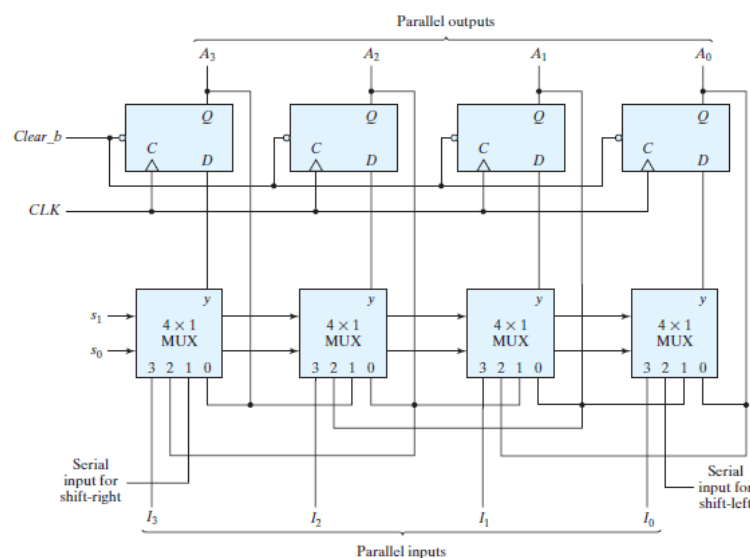 Parallel outputs
A3 A2 A1 A0
Q Q Q Q
Clear_b
C D C D C D C D
CLK
y y y y
s1
4 × 1 4 × 1 4 × 1 4 × 1
MUX MUX MUX MUX
s0
3 2 1 0 3 2 1 0 3 2 1 0 3 2 1 0
Serial
input for
shift-right
Serial
input for
shift-left
I3 I2 I1 I0
Parallel inputs